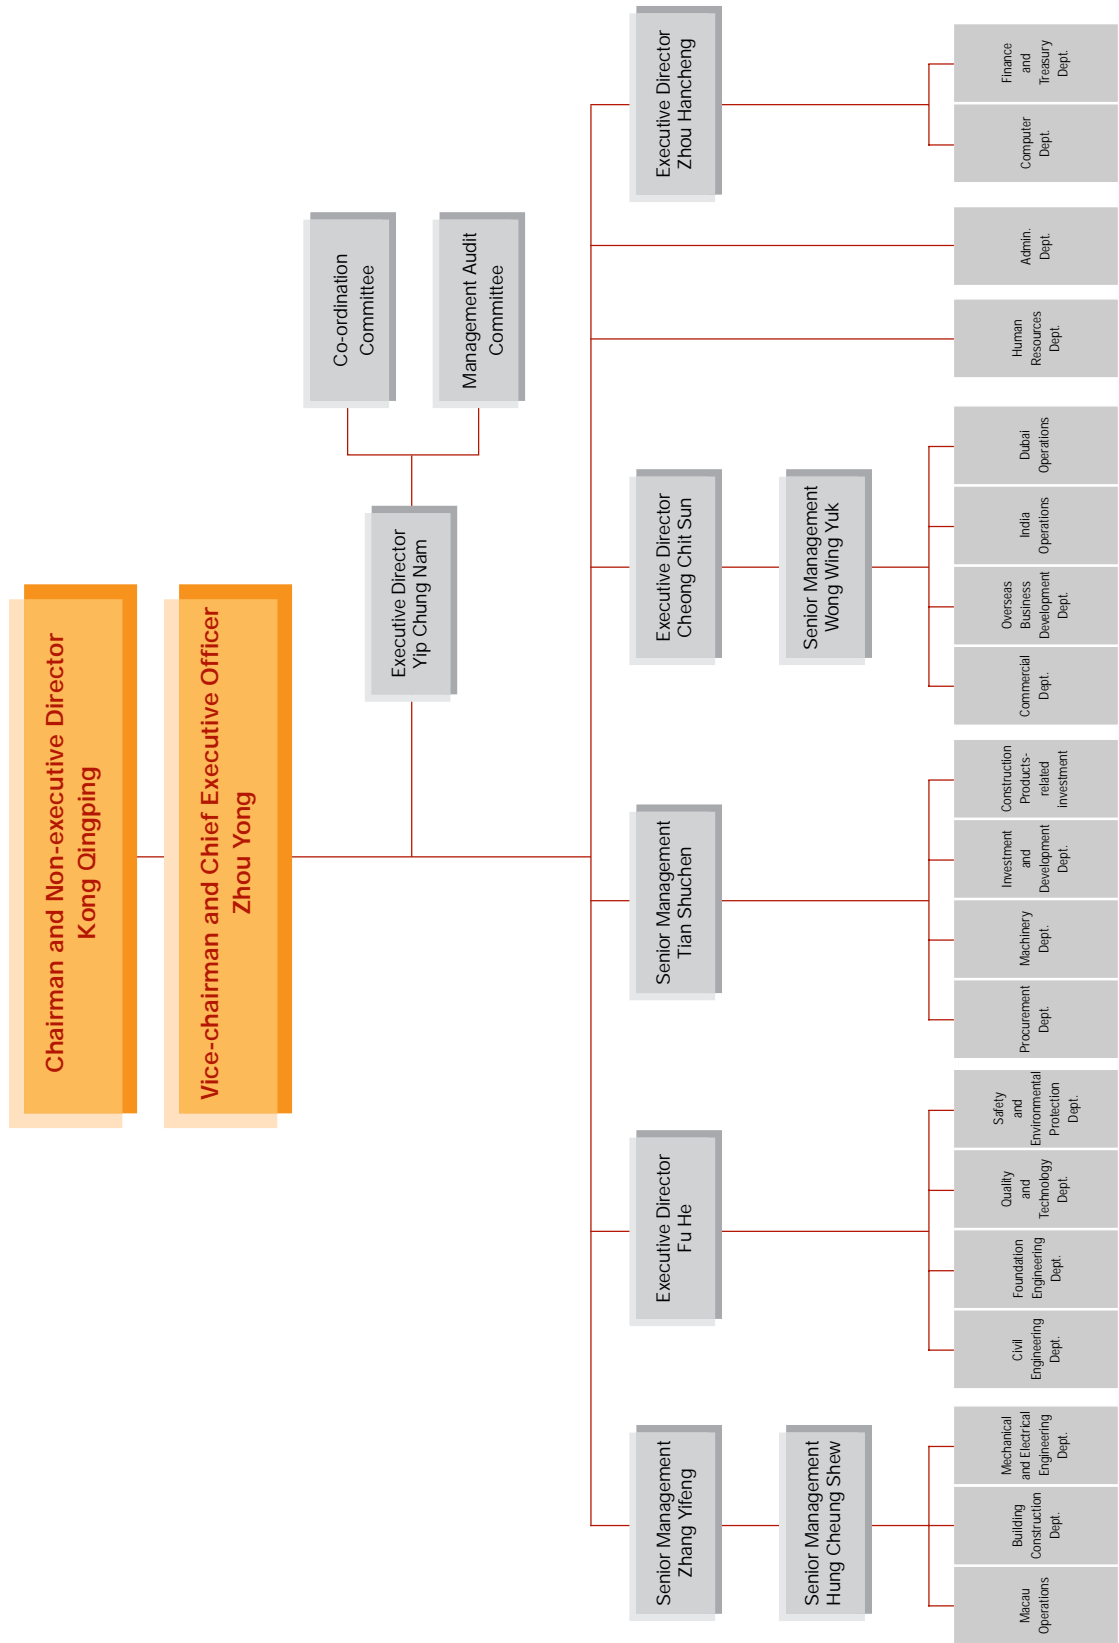 Chairman and Non-executive Director
Kong Qingping
Vice-chairman and Chief Executive Officer
Zhou Yong
Executive Director
Yip Chung Nam
Co-ordination
Committee
Management Audit
Committee
Senior Management
Zhang Yifeng
Executive Director
Fu He
Senior Management
Tian Shuchen
Executive Director
Cheong Chit Sun
Executive Director
Zhou Hancheng
Senior Management
Hung Cheung Shew
Senior Management
Wong Wing Yuk
Macau
Operations
Building
Construction
Dept.
Mechanical
and Electrical
Engineering
Dept.
Civil
Engineering
Dept.
Foundation
Engineering
Dept.
Quality
and
Technology
Dept.
Safety
and
Environmental
Protection
Dept.
Procurement
Dept.
Machinery
Dept.
Investment
and
Development
Dept.
Construction
Products-
related
investment
Commercial
Dept.
Overseas
Business
Development
Dept.
India
Operations
Dubai
Operations
Human
Resources
Dept.
Admin.
Dept.
Computer
Dept.
Finance
and
Treasury
Dept.